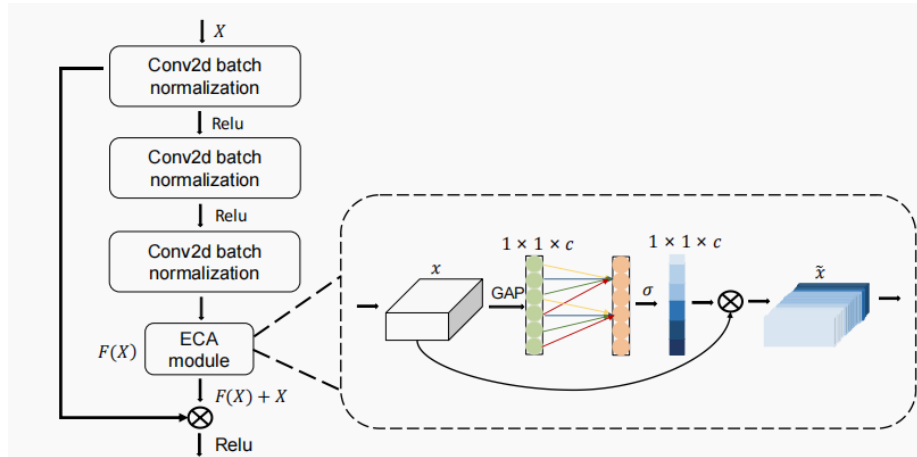 X
Conv2d batch
normalization
Relu
Conv2d batch
normalization
Relu
Conv2d batch
normalization
ECA
module
F(X)
F(X) + X
Relu
x
GAP
1 × 1 × c
σ
1 × 1 × c
x̃